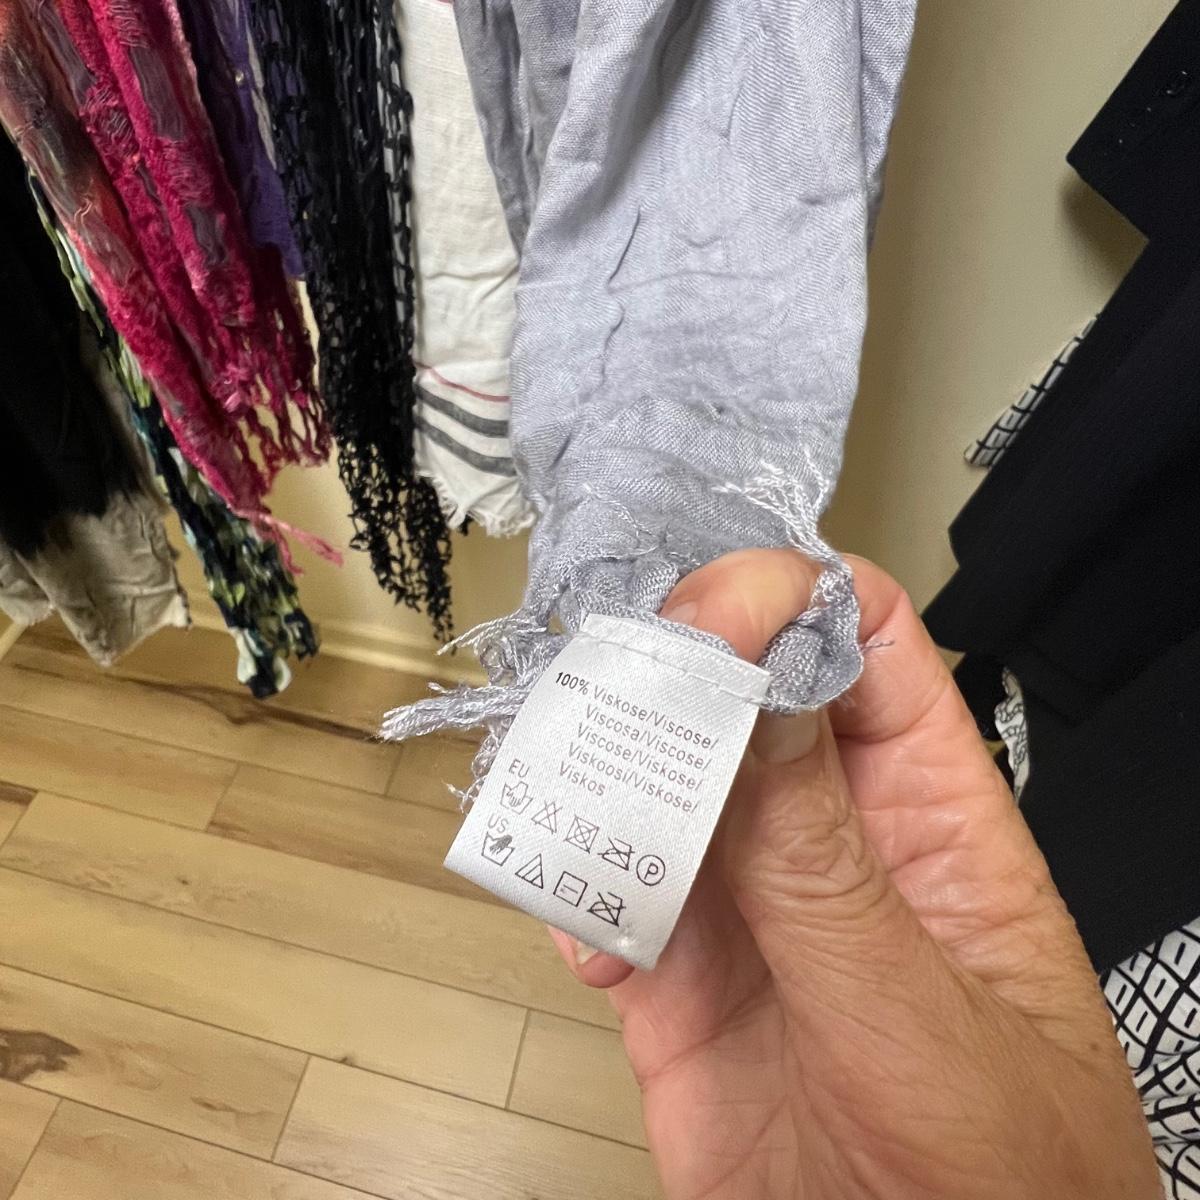 100% Viskose/Viscose/
Viscosa/Viscose/
Viscose/Viskose/
Viskoosi/Viskose/
Viskos
EU
P
US